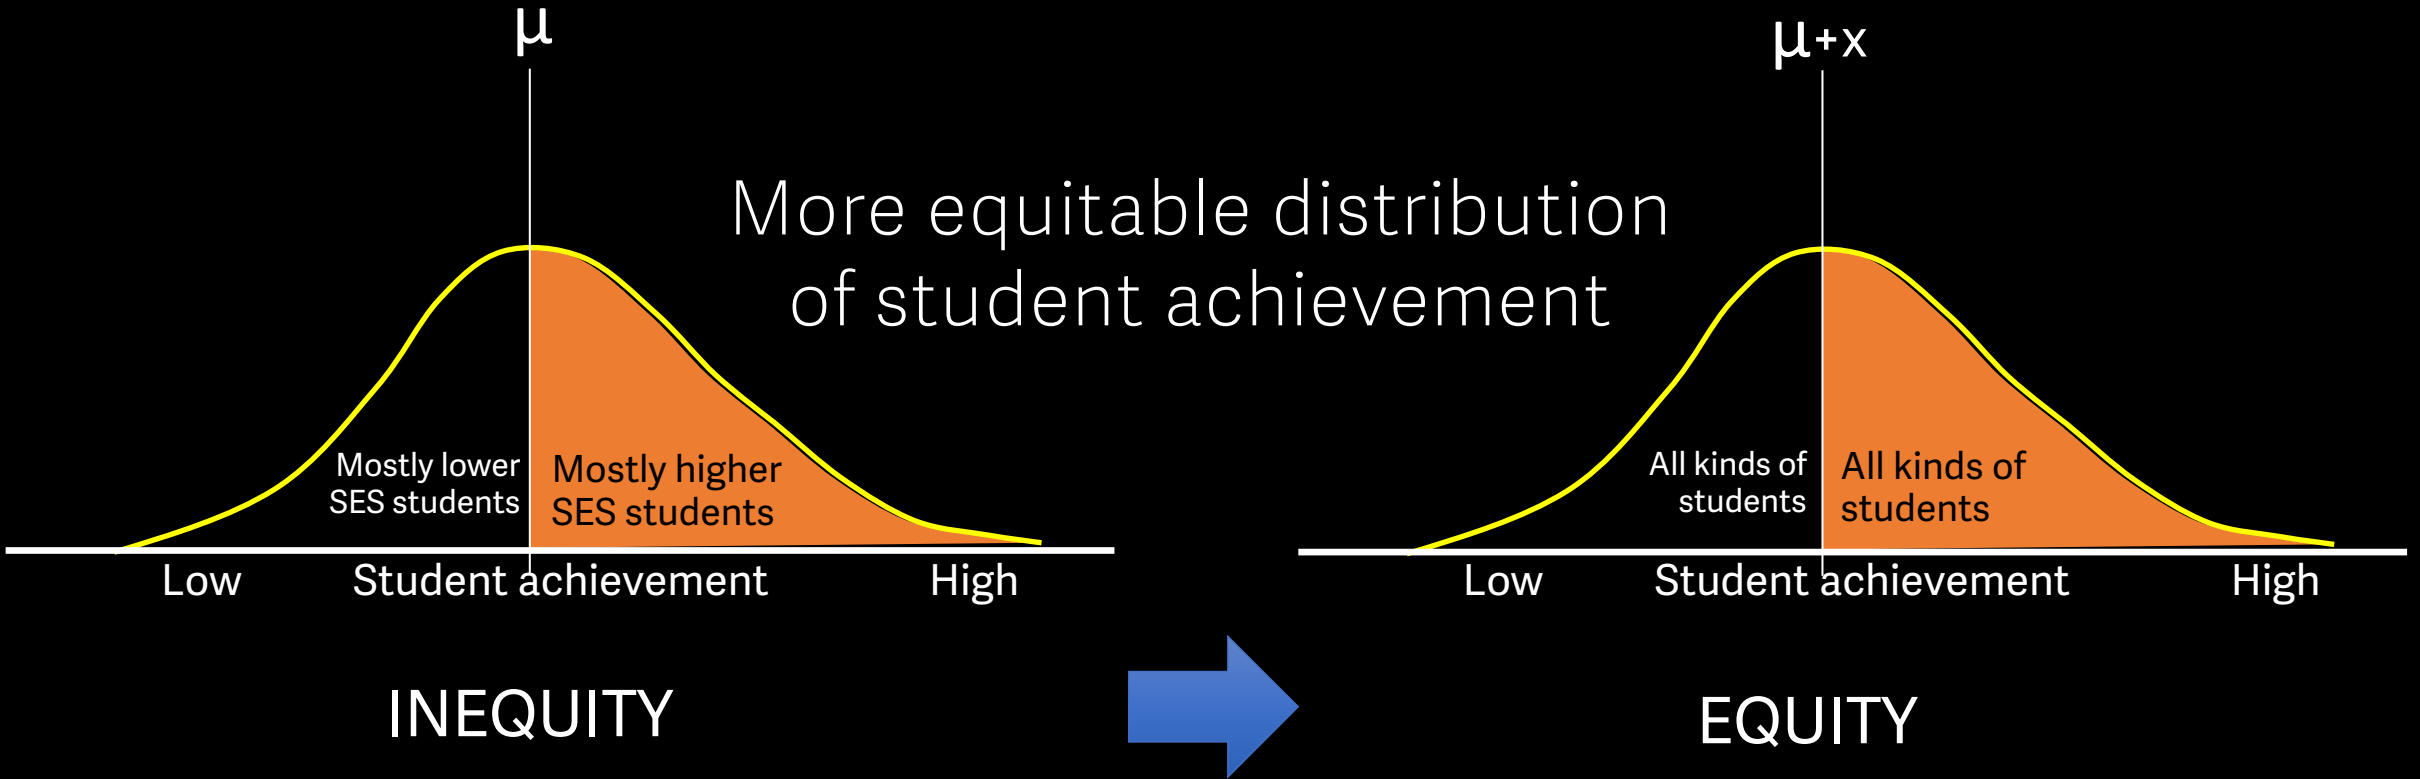 μ
μ+x
More equitable distribution
of student achievement
Mostly lower
SES students
Mostly higher
SES students
All kinds of
students
All kinds of
students
Low Student achievement High
Low Student achievement High
INEQUITY
EQUITY